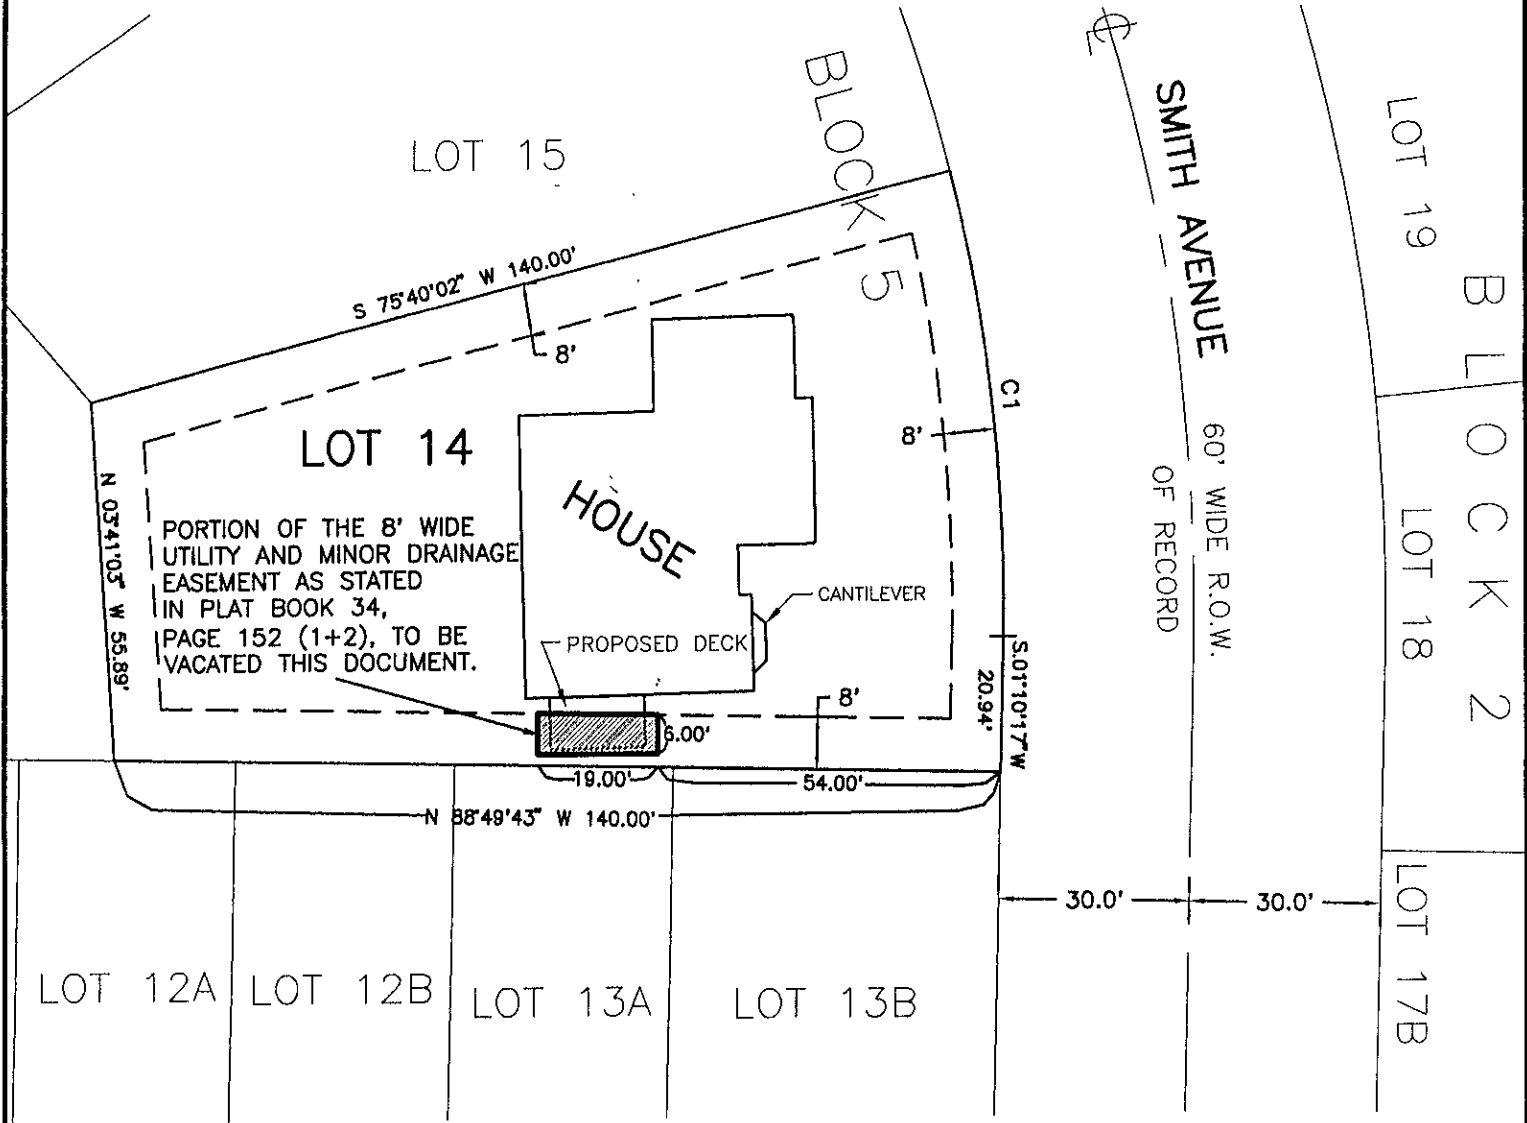 ℄
SMITH AVENUE
60' WIDE R.O.W.
OF RECORD
LOT 19
BLOCK 2
LOT 18
LOT 17B
BLOCK 5
LOT 15
S 75°40'02" W 140.00'
8'
C1
8'
LOT 14
HOUSE
N 03°41'03" W 55.89'
PORTION OF THE 8' WIDE
UTILITY AND MINOR DRAINAGE
EASEMENT AS STATED
IN PLAT BOOK 34,
PAGE 152 (1+2), TO BE
VACATED THIS DOCUMENT.
CANTILEVER
PROPOSED DECK
8'
6.00'
S.01°10'17"W
20.94'
19.00'
54.00'
N 88°49'43" W 140.00'
30.0'
30.0'
LOT 12A
LOT 12B
LOT 13A
LOT 13B